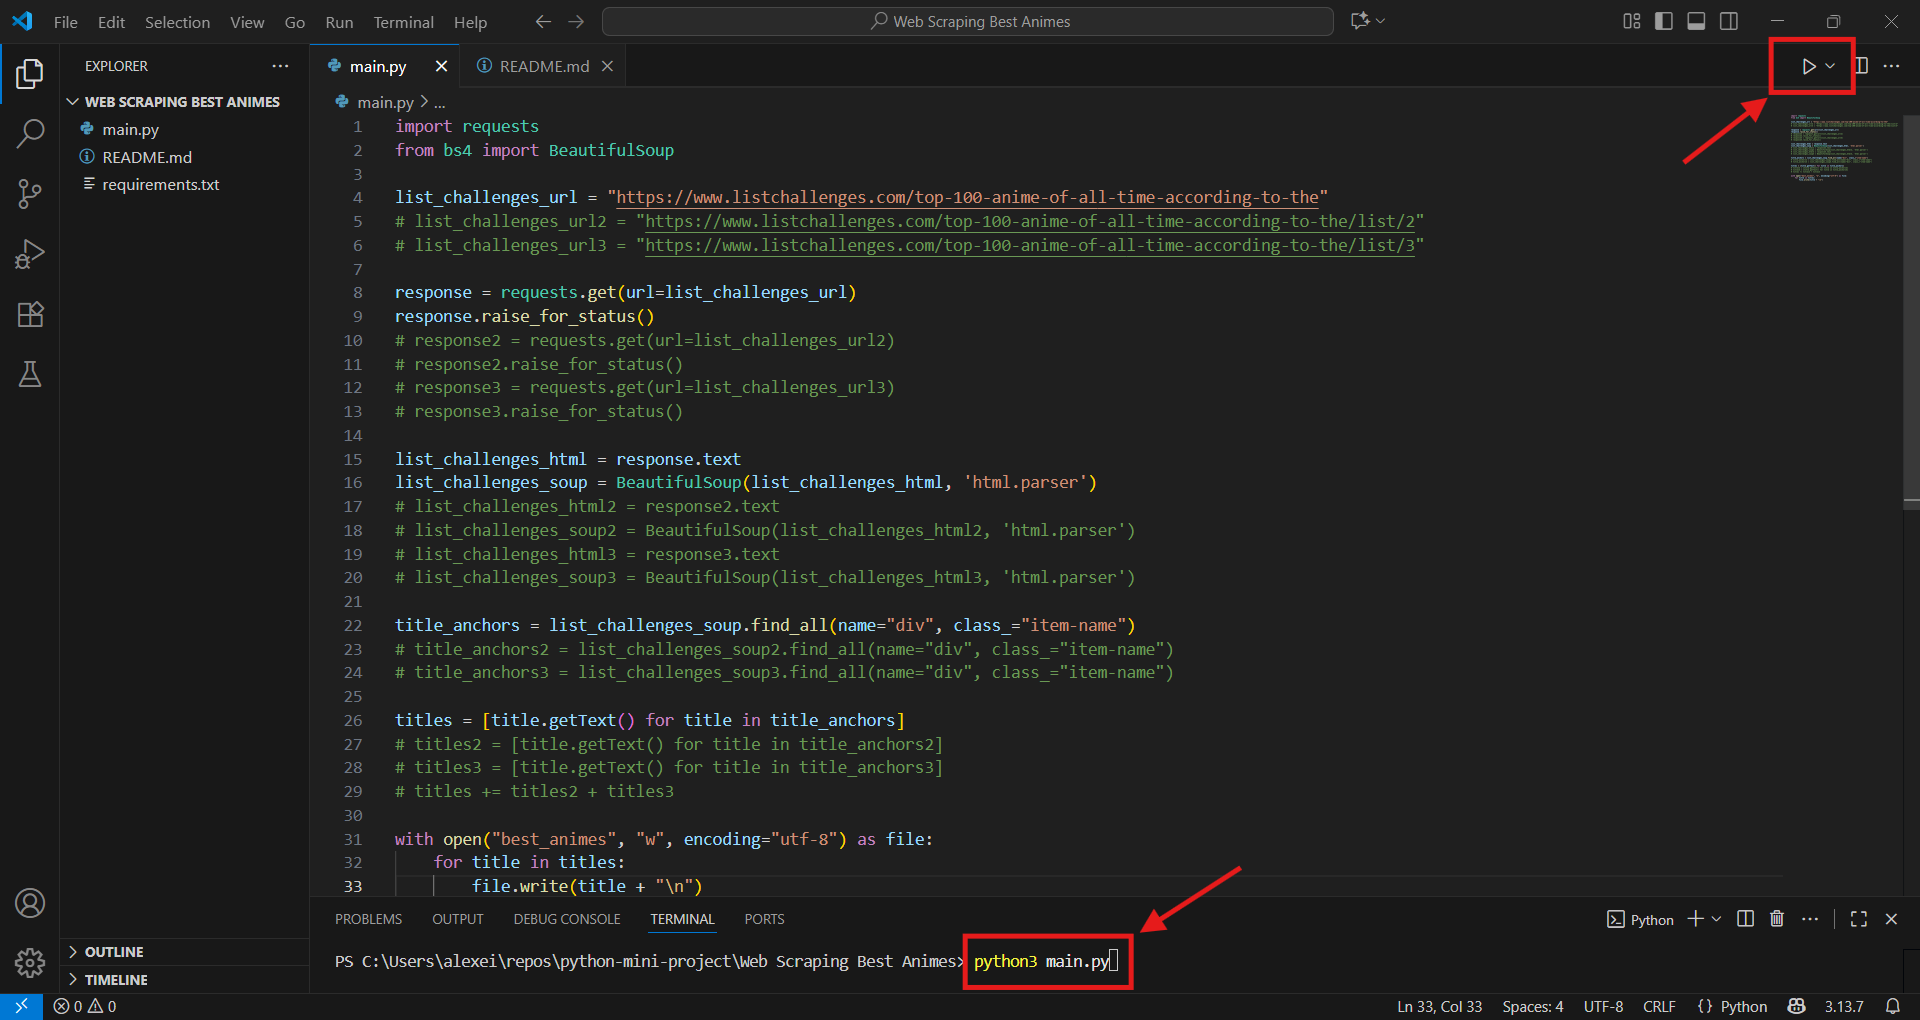 File Edit Selection View Go Run Terminal Help
Web Scraping Best Animes
EXPLORER
WEB SCRAPING BEST ANIMES
main.py
README.md
requirements.txt
OUTLINE
TIMELINE
main.py
README.md
main.py > ...
1 import requests
2 from bs4 import BeautifulSoup
3
4 list_challenges_url = "https://www.listchallenges.com/top-100-anime-of-all-time-according-to-the"
5 # list_challenges_url2 = "https://www.listchallenges.com/top-100-anime-of-all-time-according-to-the/list/2"
6 # list_challenges_url3 = "https://www.listchallenges.com/top-100-anime-of-all-time-according-to-the/list/3"
7
8 response = requests.get(url=list_challenges_url)
9 response.raise_for_status()
10 # response2 = requests.get(url=list_challenges_url2)
11 # response2.raise_for_status()
12 # response3 = requests.get(url=list_challenges_url3)
13 # response3.raise_for_status()
14
15 list_challenges_html = response.text
16 list_challenges_soup = BeautifulSoup(list_challenges_html, 'html.parser')
17 # list_challenges_html2 = response2.text
18 # list_challenges_soup2 = BeautifulSoup(list_challenges_html2, 'html.parser')
19 # list_challenges_html3 = response3.text
20 # list_challenges_soup3 = BeautifulSoup(list_challenges_html3, 'html.parser')
21
22 title_anchors = list_challenges_soup.find_all(name="div", class_="item-name")
23 # title_anchors2 = list_challenges_soup2.find_all(name="div", class_="item-name")
24 # title_anchors3 = list_challenges_soup3.find_all(name="div", class_="item-name")
25
26 titles = [title.getText() for title in title_anchors]
27 # titles2 = [title.getText() for title in title_anchors2]
28 # titles3 = [title.getText() for title in title_anchors3]
29 # titles += titles2 + titles3
30
31 with open("best_animes", "w", encoding="utf-8") as file:
32 for title in titles:
33 file.write(title + "\n")
PROBLEMS OUTPUT DEBUG CONSOLE TERMINAL PORTS
Python
PS C:\Users\alexei\repos\python-mini-project\Web Scraping Best Animes> python3 main.py
0 0
Ln 33, Col 33 Spaces: 4 UTF-8 CRLF {} Python 3.13.7